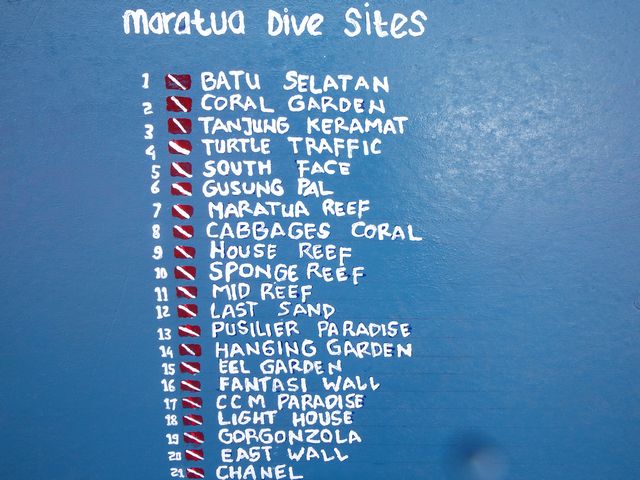 maratua Dive Sites
1 BATU SELATAN
2 CORAL GARDEN
3 TANJUNG KERAMAT
4 TURTLE TRAFFIC
5 SOUTH FACE
6 GUSUNG PAL
7 MARATUA REEF
8 CABBAGES CORAL
9 HOUSE REEF
10 SPONGE REEF
11 MID REEF
12 LAST SAND
13 PUSILIER PARADISE
14 HANGING GARDEN
15 EEL GARDEN
16 FANTASI WALL
17 CCM PARADISE
18 LIGHT HOUSE
19 GORGONZOLA
20 EAST WALL
21 CHANEL